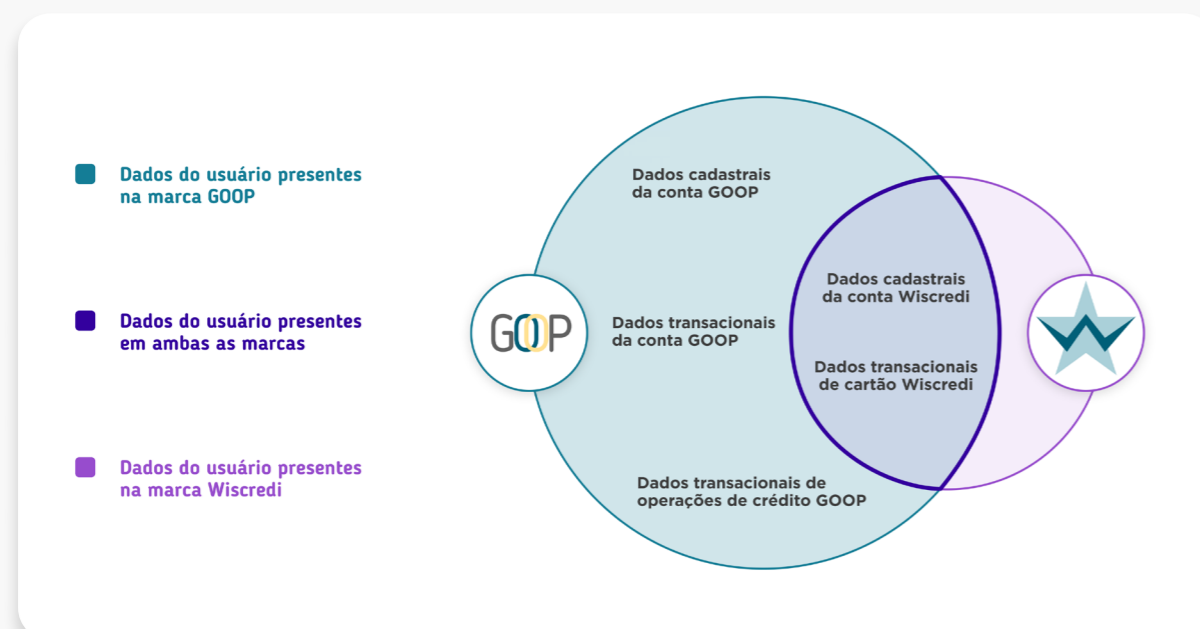 Dados do usuário presentes
na marca GOOP
Dados do usuário presentes
em ambas as marcas
Dados do usuário presentes
na marca Wiscredi
Dados cadastrais
da conta GOOP
Dados cadastrais
da conta Wiscredi
GOOP
Dados transacionais
da conta GOOP
Dados transacionais
de cartão Wiscredi
Dados transacionais de
operações de crédito GOOP